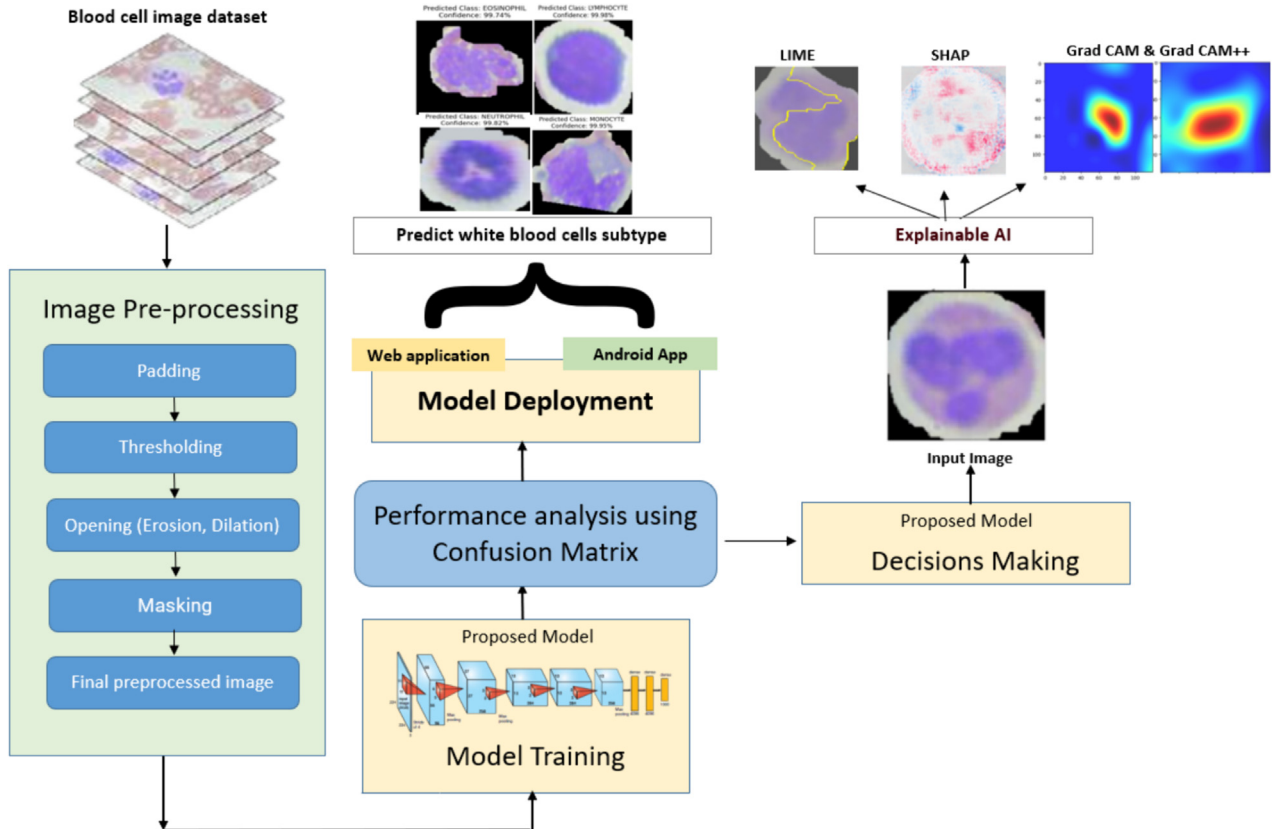 Blood cell image dataset
Image Pre-processing
Padding
Thresholding
Opening (Erosion, Dilation)
Masking
Final preprocessed image
Predicted Class: EOSINOPHIL
Confidence: 99.74%
Predicted Class: LYMPHOCYTE
Confidence: 99.98%
Predicted Class: NEUTROPHIL
Confidence: 99.82%
Predicted Class: MONOCYTE
Confidence: 99.95%
Predict white blood cells subtype
Web application
Android App
Model Deployment
Performance analysis using
Confusion Matrix
Proposed Model
Model Training
LIME
SHAP
Grad CAM & Grad CAM++
Explainable AI
Input Image
Proposed Model
Decisions Making